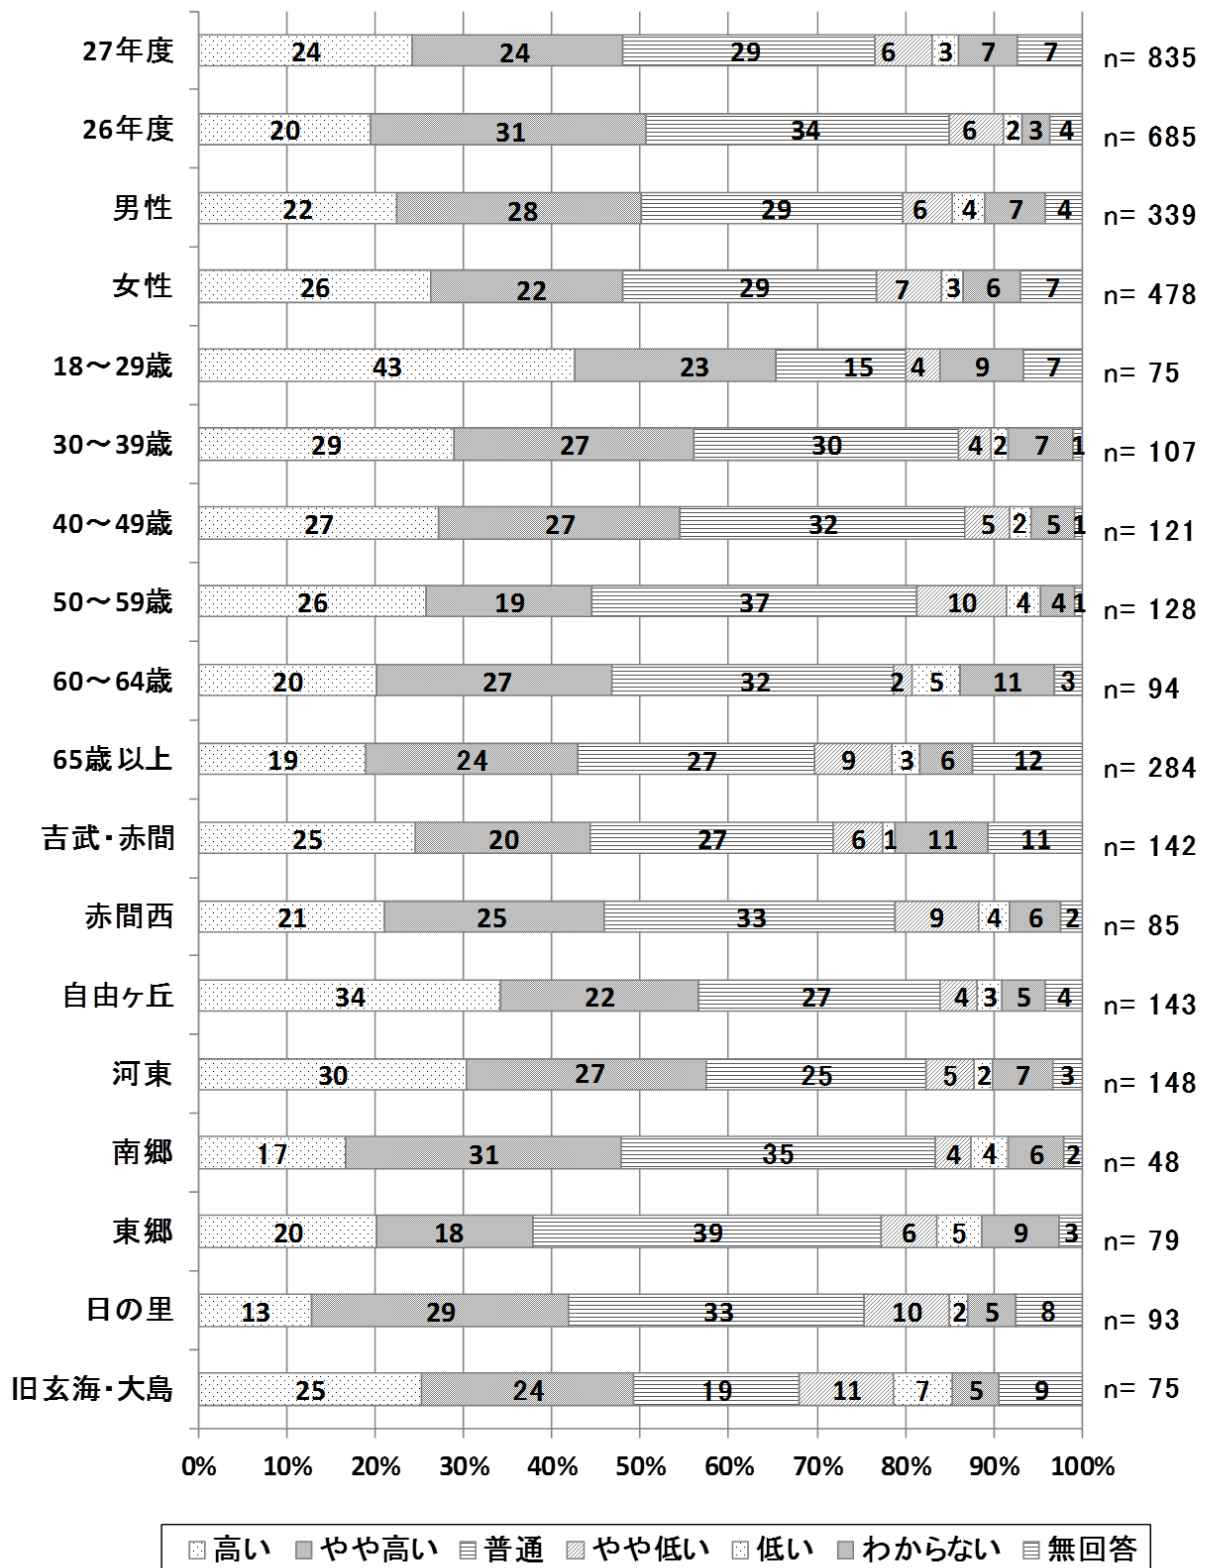 27年度 24 24 29 6 3 7 7 n= 835
26年度 20 31 34 6 2 3 4 n= 685
男性 22 28 29 6 4 7 4 n= 339
女性 26 22 29 7 3 6 7 n= 478
18～29歳 43 23 15 4 9 7 n= 75
30～39歳 29 27 30 4 2 7 1 n= 107
40～49歳 27 27 32 5 2 5 1 n= 121
50～59歳 26 19 37 10 4 4 1 n= 128
60～64歳 20 27 32 2 5 11 3 n= 94
65歳以上 19 24 27 9 3 6 12 n= 284
吉武・赤間 25 20 27 6 1 11 11 n= 142
赤間西 21 25 33 9 4 6 2 n= 85
自由ヶ丘 34 22 27 4 3 5 4 n= 143
河東 30 27 25 5 2 7 3 n= 148
南郷 17 31 35 4 4 6 2 n= 48
東郷 20 18 39 6 5 9 3 n= 79
日の里 13 29 33 10 2 5 8 n= 93
旧玄海・大島 25 24 19 11 7 5 9 n= 75
0% 10% 20% 30% 40% 50% 60% 70% 80% 90% 100%
高い やや高い 普通 やや低い 低い わからない 無回答